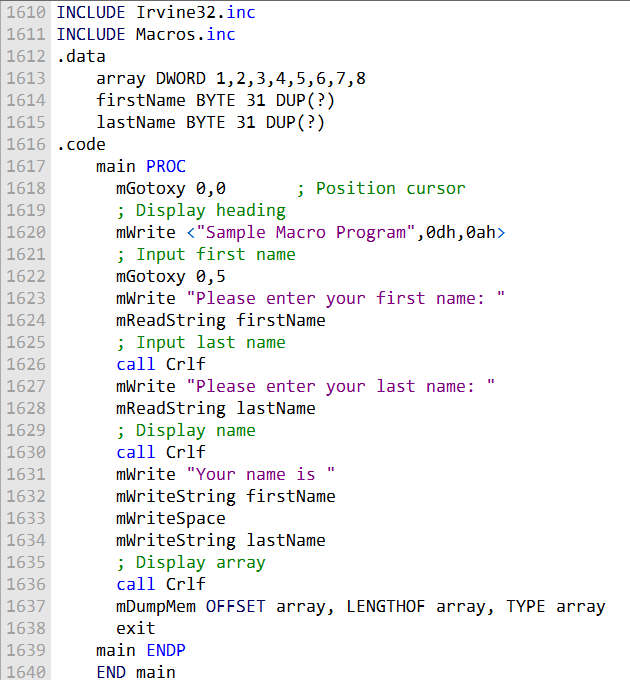 1610 INCLUDE Irvine32.inc
1611 INCLUDE Macros.inc
1612 .data
1613     array DWORD 1,2,3,4,5,6,7,8
1614     firstName BYTE 31 DUP(?)
1615     lastName BYTE 31 DUP(?)
1616 .code
1617     main PROC
1618       mGotoxy 0,0       ; Position cursor
1619       ; Display heading
1620       mWrite <"Sample Macro Program",0dh,0ah>
1621       ; Input first name
1622       mGotoxy 0,5
1623       mWrite "Please enter your first name: "
1624       mReadString firstName
1625       ; Input last name
1626       call Crlf
1627       mWrite "Please enter your last name: "
1628       mReadString lastName
1629       ; Display name
1630       call Crlf
1631       mWrite "Your name is "
1632       mWriteString firstName
1633       mWriteSpace
1634       mWriteString lastName
1635       ; Display array
1636       call Crlf
1637       mDumpMem OFFSET array, LENGTHOF array, TYPE array
1638       exit
1639     main ENDP
1640     END main